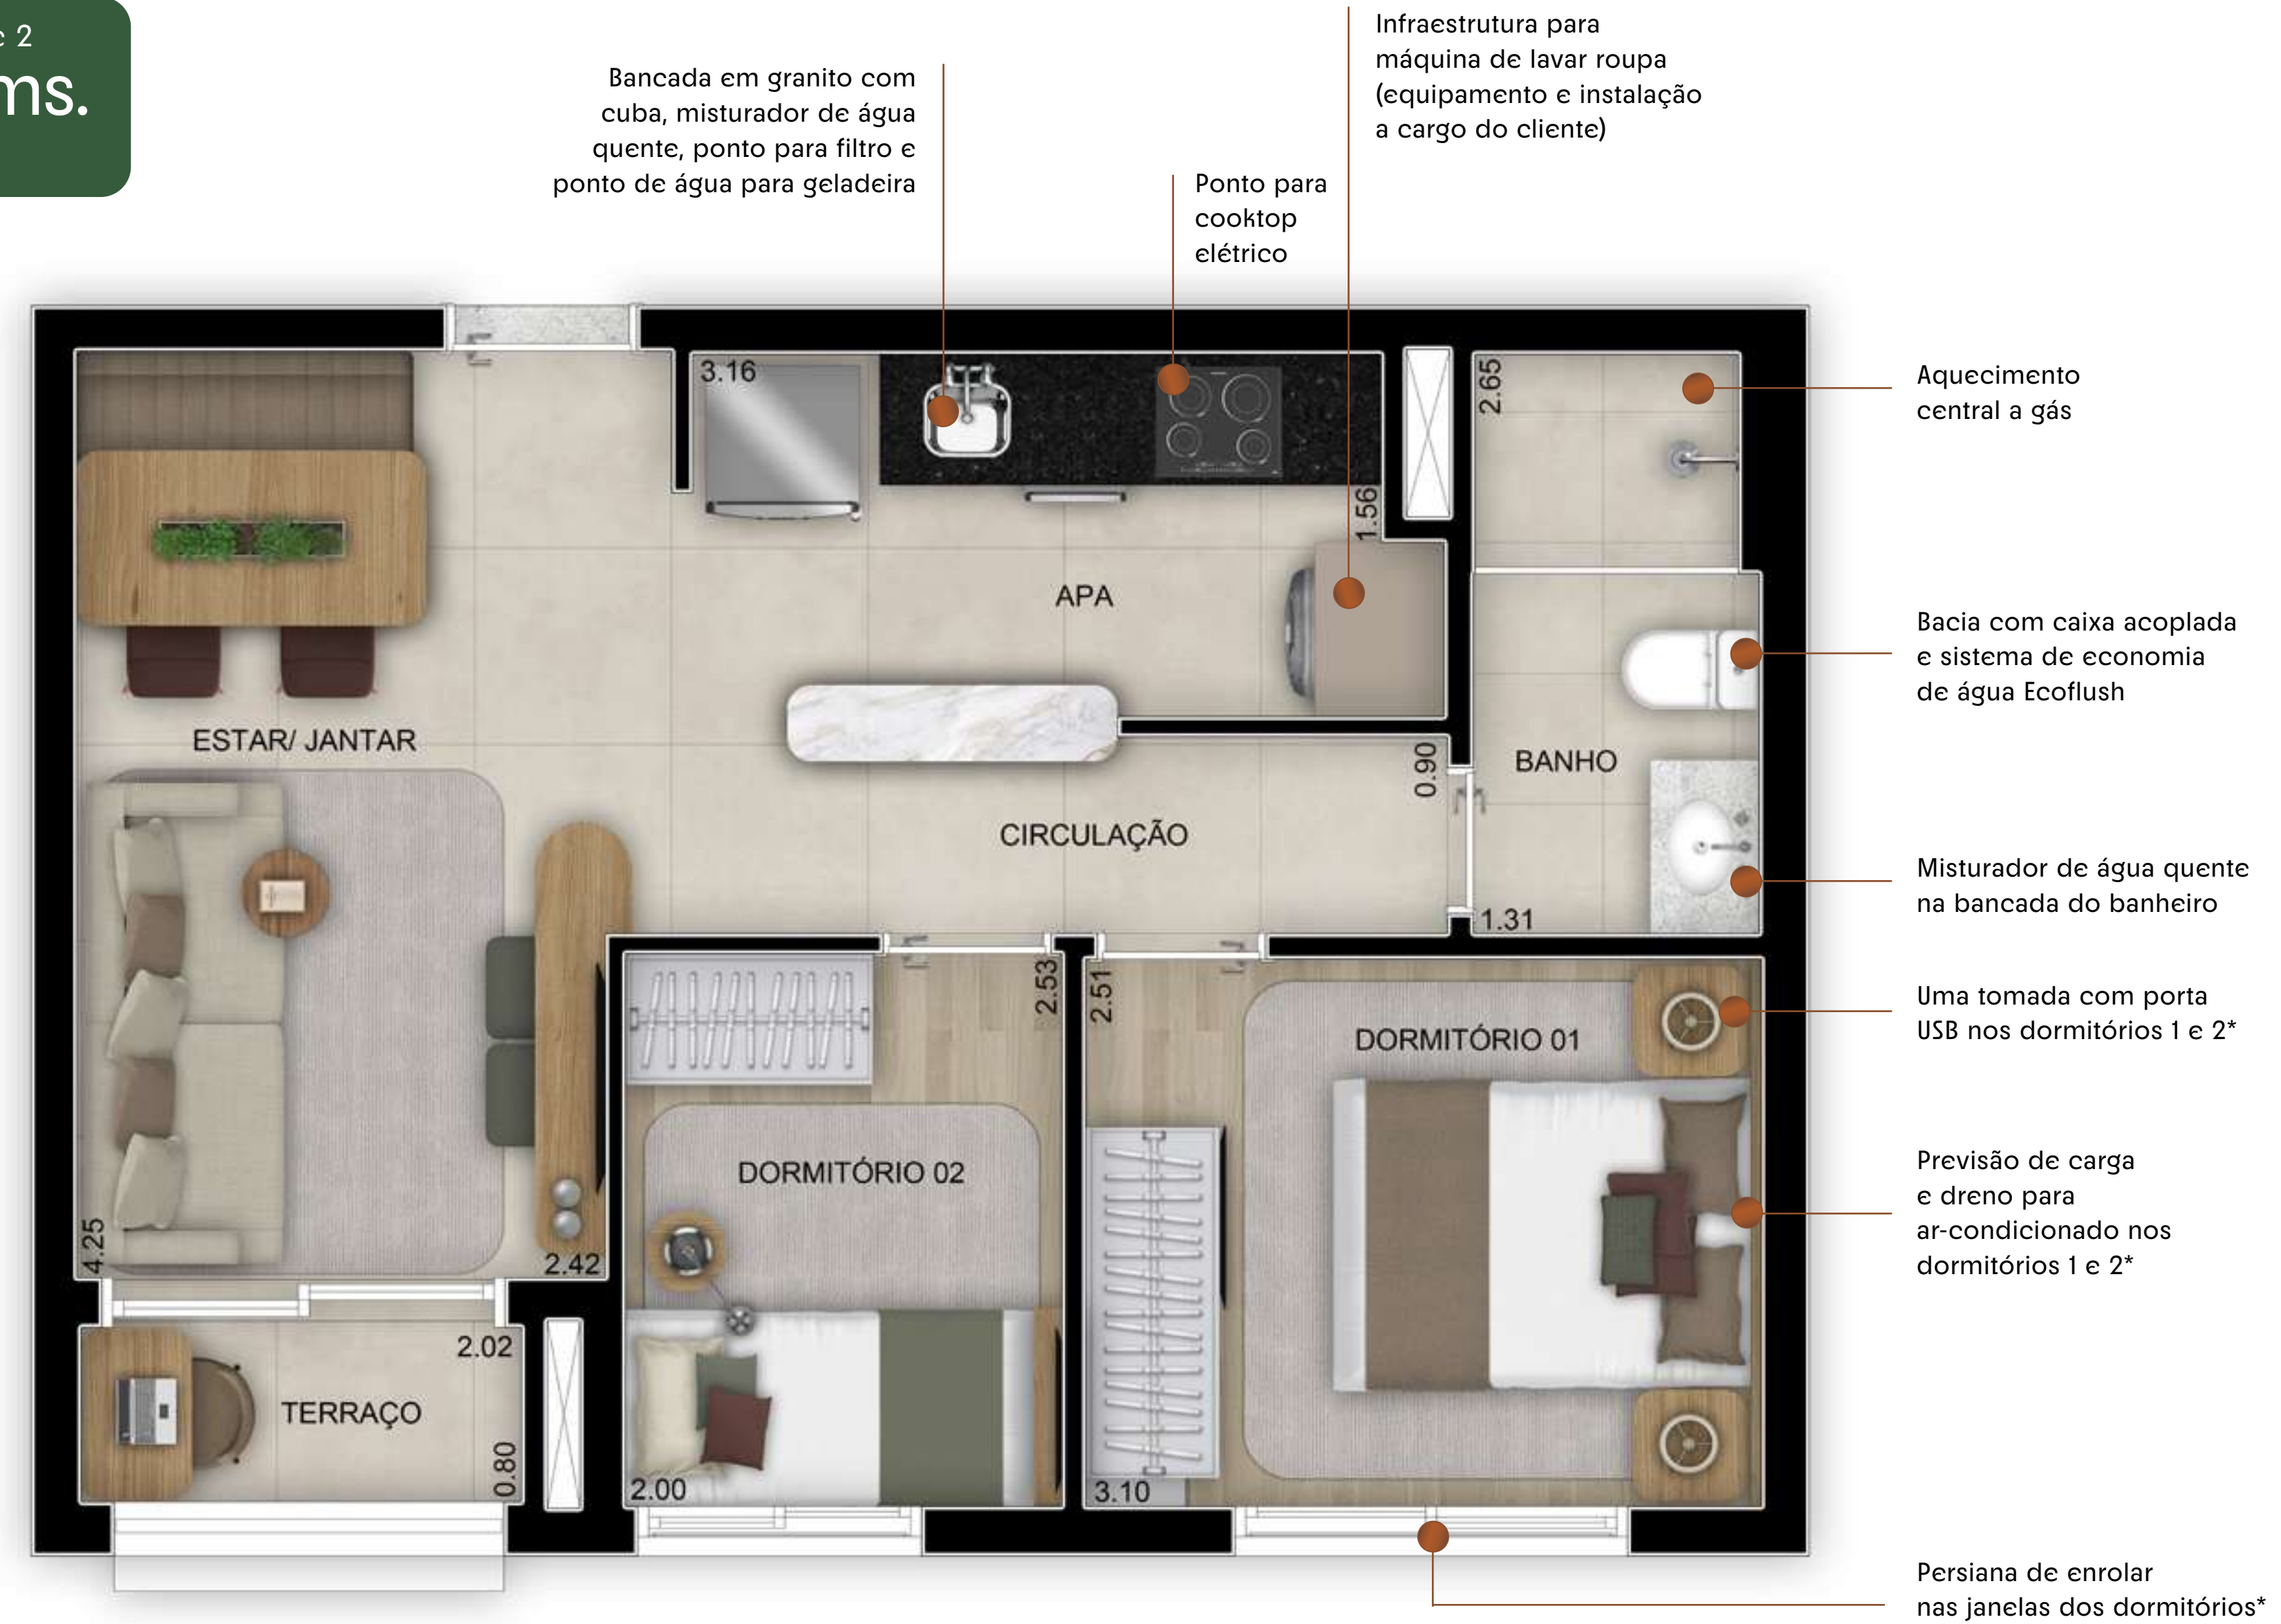 2
ms.
Bancada em granito com
cuba, misturador de água
quente, ponto para filtro e
ponto de água para geladeira
Ponto para
cooktop
elétrico
Infraestrutura para
máquina de lavar roupa
(equipamento e instalação
a cargo do cliente)
3.16
2.65
1.56
APA
ESTAR/ JANTAR
0.90
BANHO
CIRCULAÇÃO
1.31
2.53
2.51
DORMITÓRIO 01
DORMITÓRIO 02
4.25
2.42
2.02
TERRAÇO
0.80
2.00
3.10
Aquecimento
central a gás
Bacia com caixa acoplada
e sistema de economia
de água Ecoflush
Misturador de água quente
na bancada do banheiro
Uma tomada com porta
USB nos dormitórios 1 e 2*
Previsão de carga
e dreno para
ar-condicionado nos
dormitórios 1 e 2*
Persiana de enrolar
nas janelas dos dormitórios*